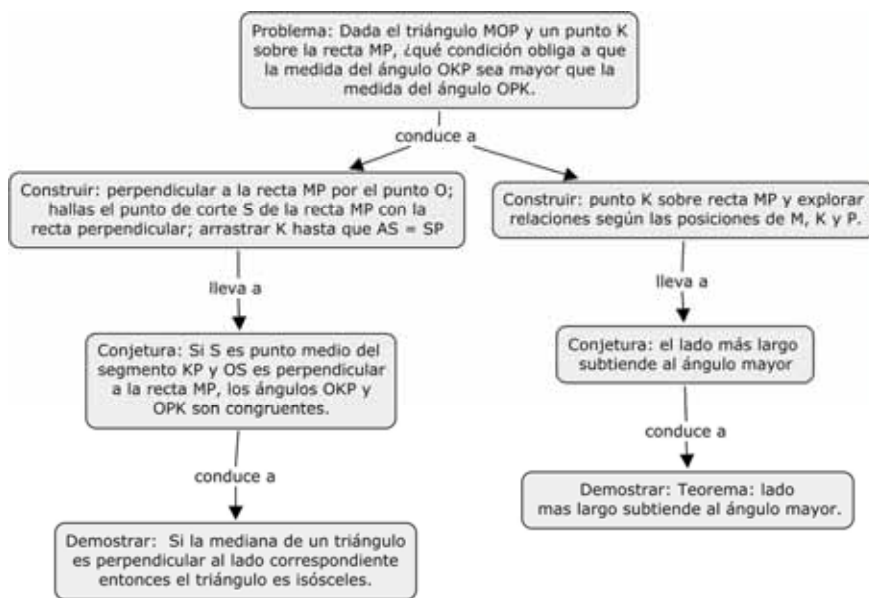 Problema: Dada el triángulo MOP y un punto K
sobre la recta MP, ¿qué condición obliga a que
la medida del ángulo OKP sea mayor que la
medida del ángulo OPK.
conduce a
Construir: perpendicular a la recta MP por el punto O;
hallas el punto de corte S de la recta MP con la
recta perpendicular; arrastrar K hasta que AS = SP
Construir: punto K sobre recta MP y explorar
relaciones según las posiciones de M, K y P.
lleva a
lleva a
Conjetura: Si S es punto medio del
segmento KP y OS es perpendicular
a la recta MP, los ángulos OKP y
OPK son congruentes.
Conjetura: el lado más largo
subtiende al ángulo mayor
conduce a
conduce a
Demostrar: Si la mediana de un triángulo
es perpendicular al lado correspondiente
entonces el triángulo es isósceles.
Demostrar: Teorema: lado
mas largo subtiende al ángulo mayor.